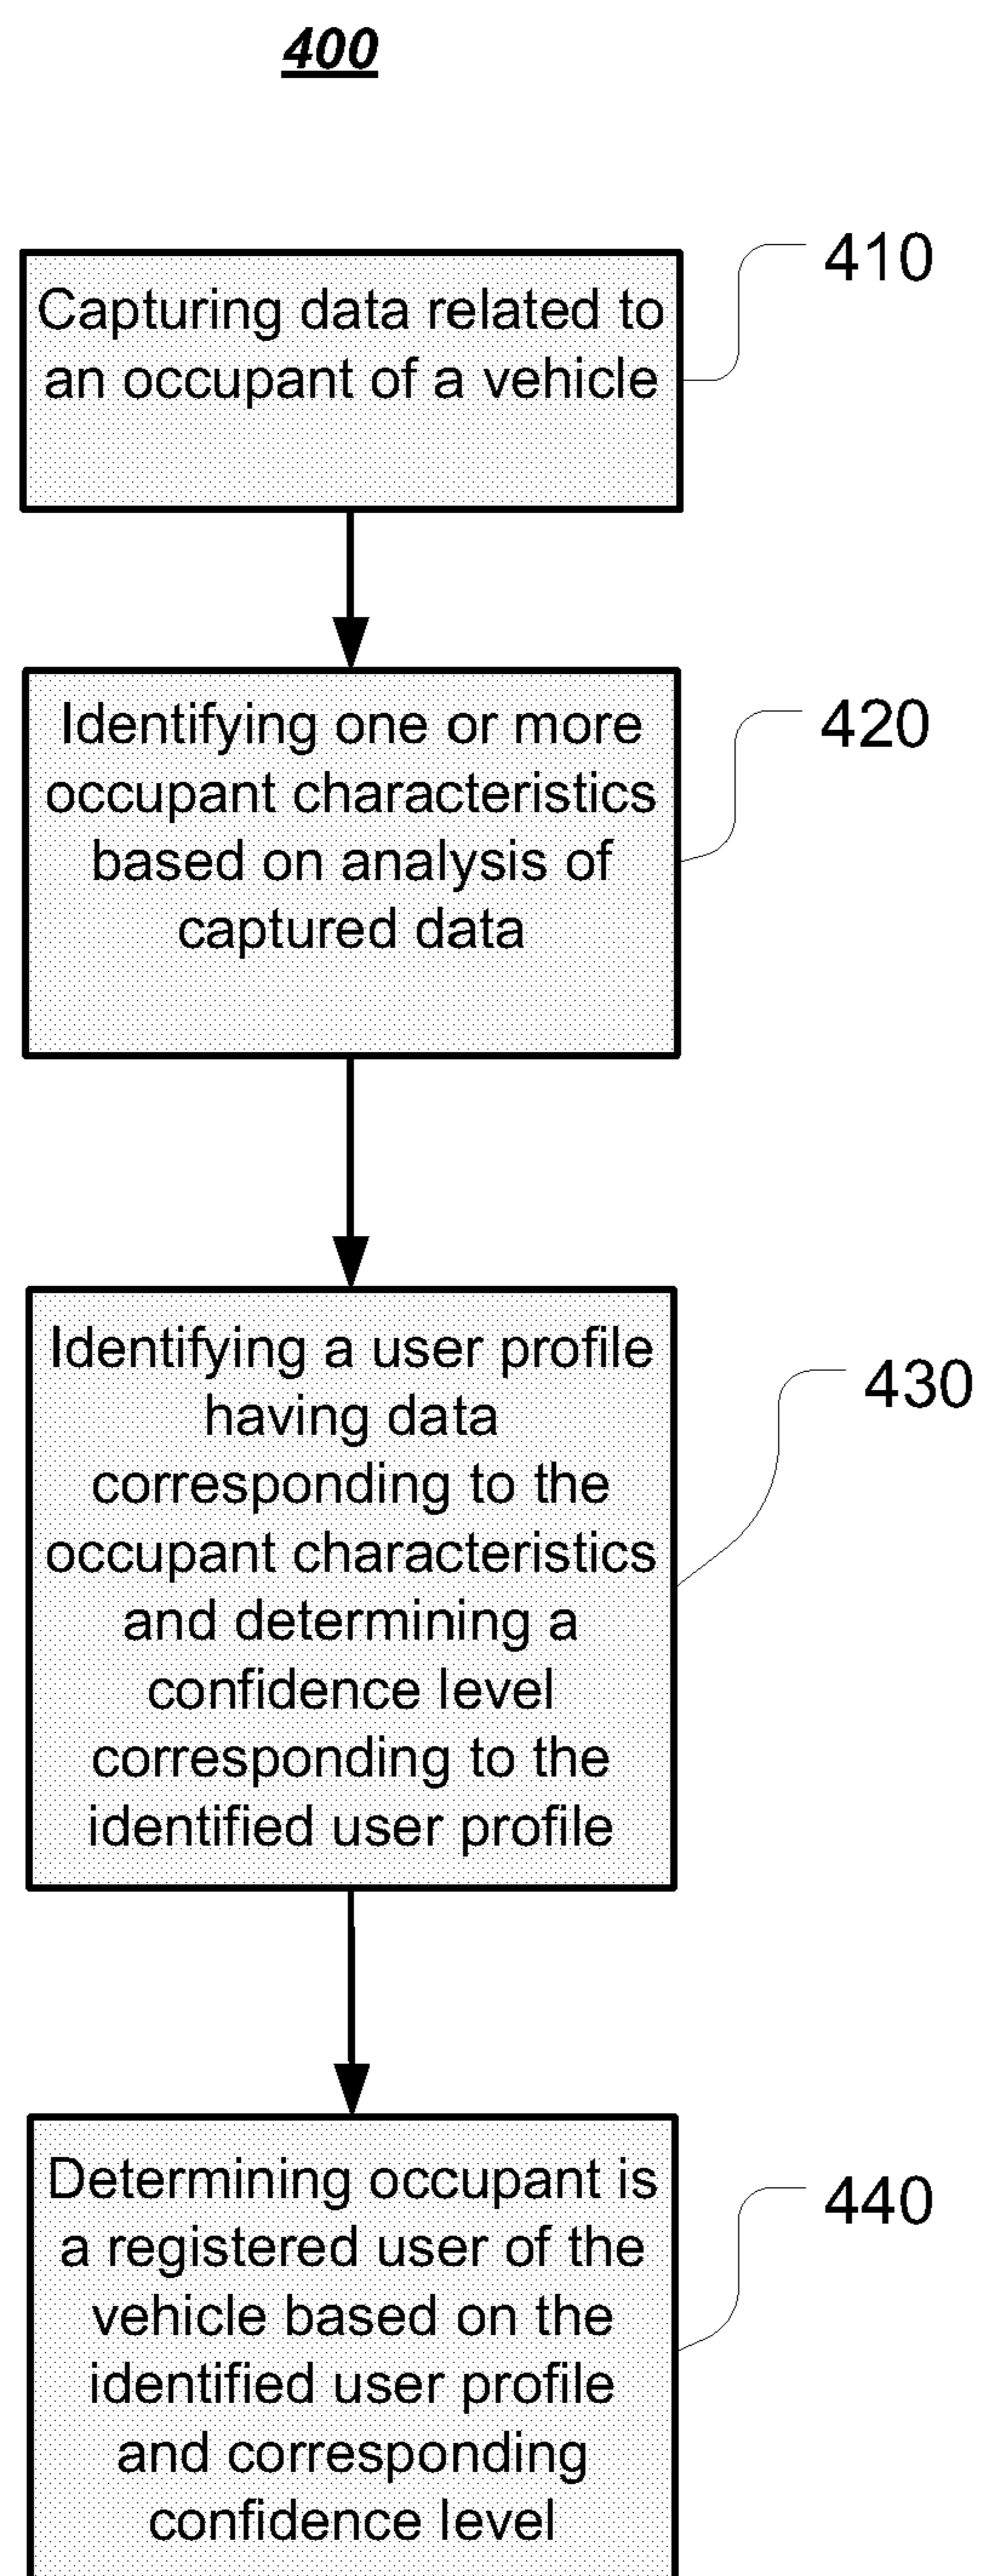 400
410
Capturing data related to
an occupant of a vehicle
420
Identifying one or more
occupant characteristics
based on analysis of
captured data
430
Identifying a user profile
having data
corresponding to the
occupant characteristics
and determining a
confidence level
corresponding to the
identified user profile
440
Determining occupant is
a registered user of the
vehicle based on the
identified user profile
and corresponding
confidence level